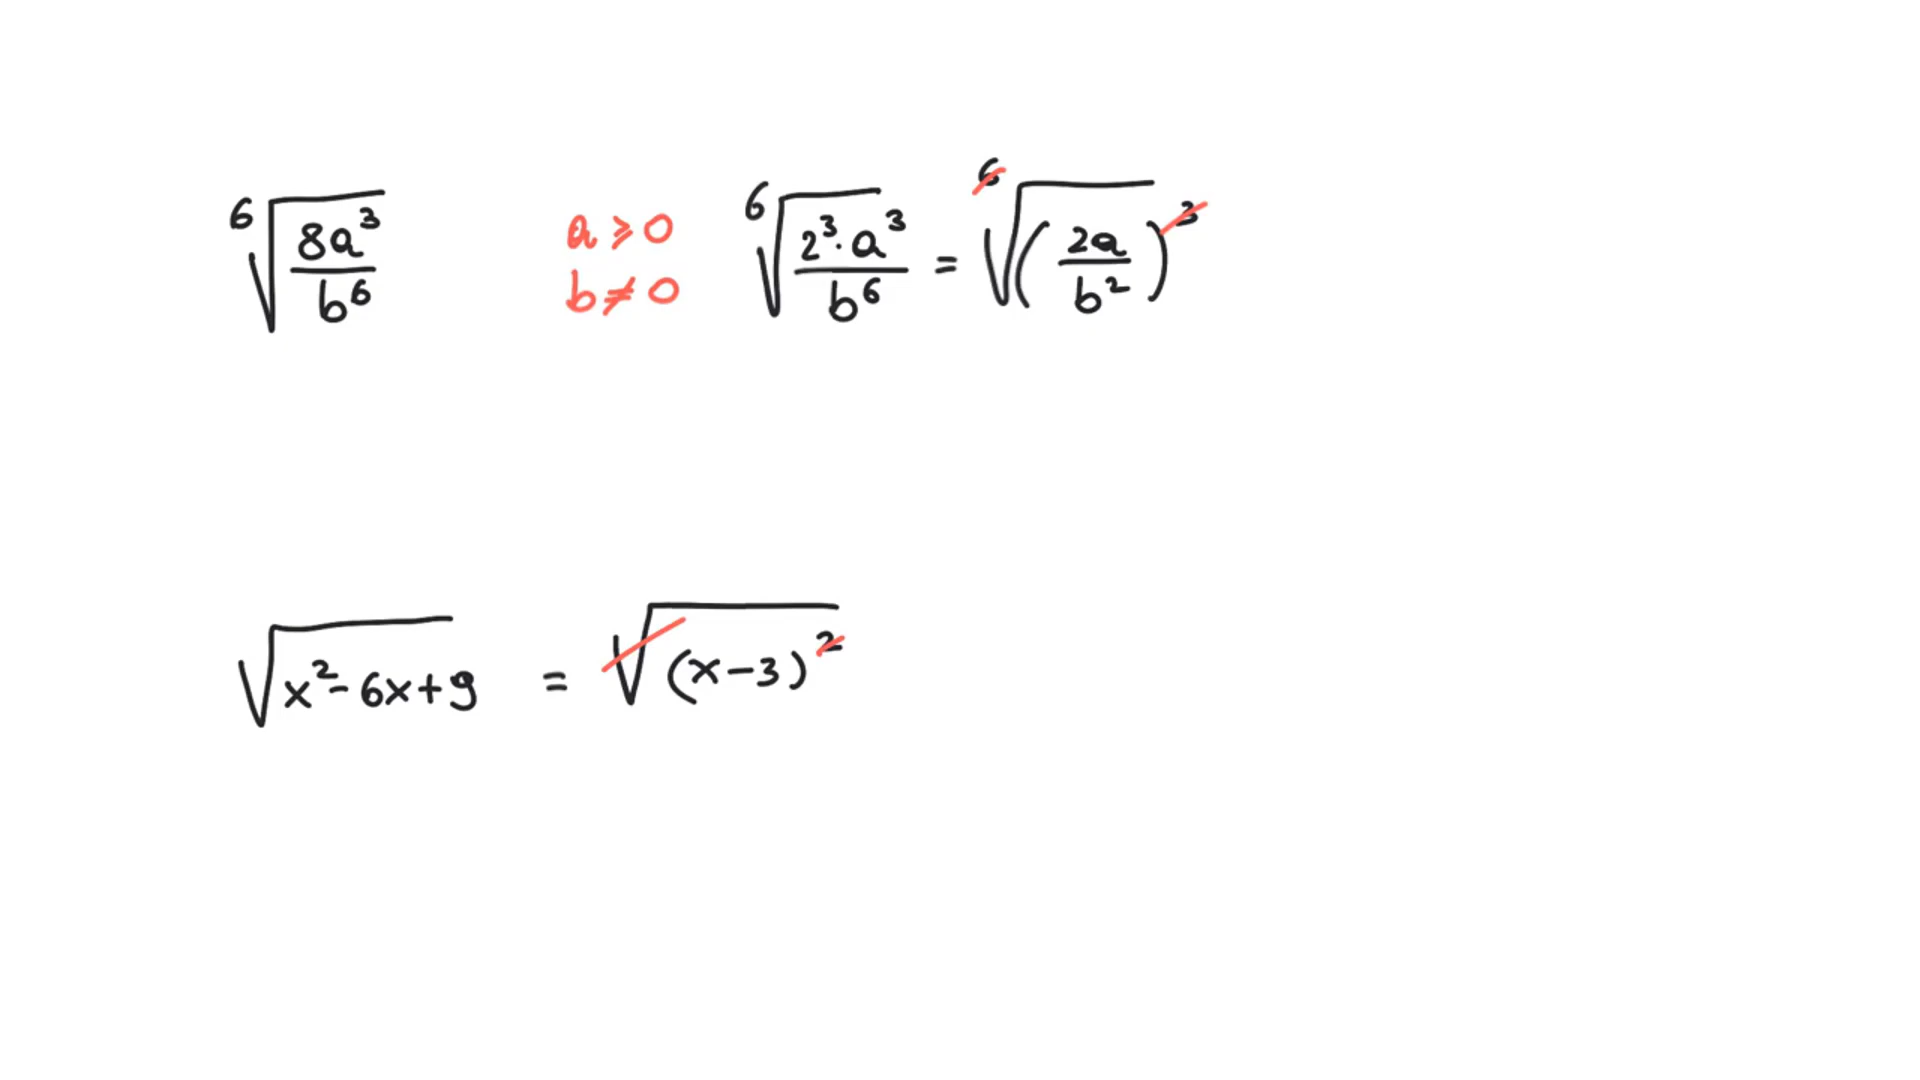 ⁶√(8a³/b⁶)   a ⩾ 0   b ≠ 0   ⁶√(2³·a³/b⁶) = ⁶√(2a/b²)³
√(x²-6x+9) = √(x-3)²